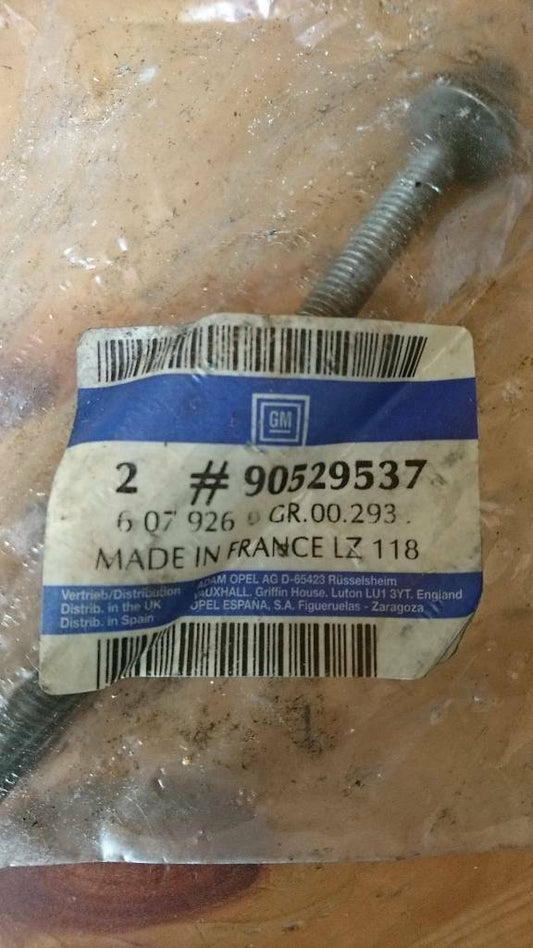 GM
2 # 90529537
6 07 926 GR.00.293.
MADE IN FRANCE LZ 118
Vertrieb/Distribution ADAM OPEL AG D-65423 Rüsselsheim
Distrib. in the UK VAUXHALL. Griffin House. Luton LU1 3YT. England
Distrib. in Spain OPEL ESPAÑA, S.A. Figueruelas - Zaragoza